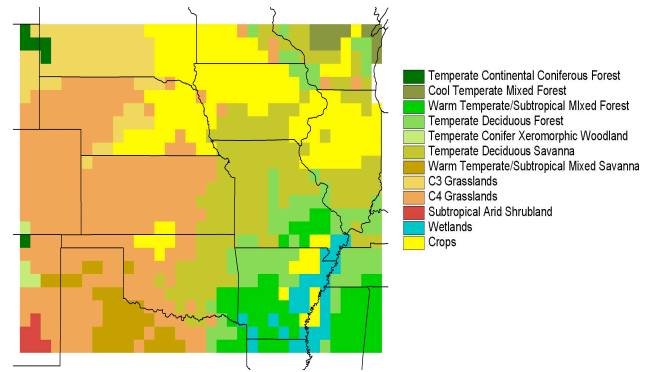 Temperate Continental Coniferous Forest
Cool Temperate Mixed Forest
Warm Temperate/Subtropical MIxed Forest
Temperate Deciduous Forest
Temperate Conifer Xeromorphic Woodland
Temperate Deciduous Savanna
Warm Temperate/Subtropical Mixed Savanna
C3 Grasslands
C4 Grasslands
Subtropical Arid Shrubland
Wetlands
Crops